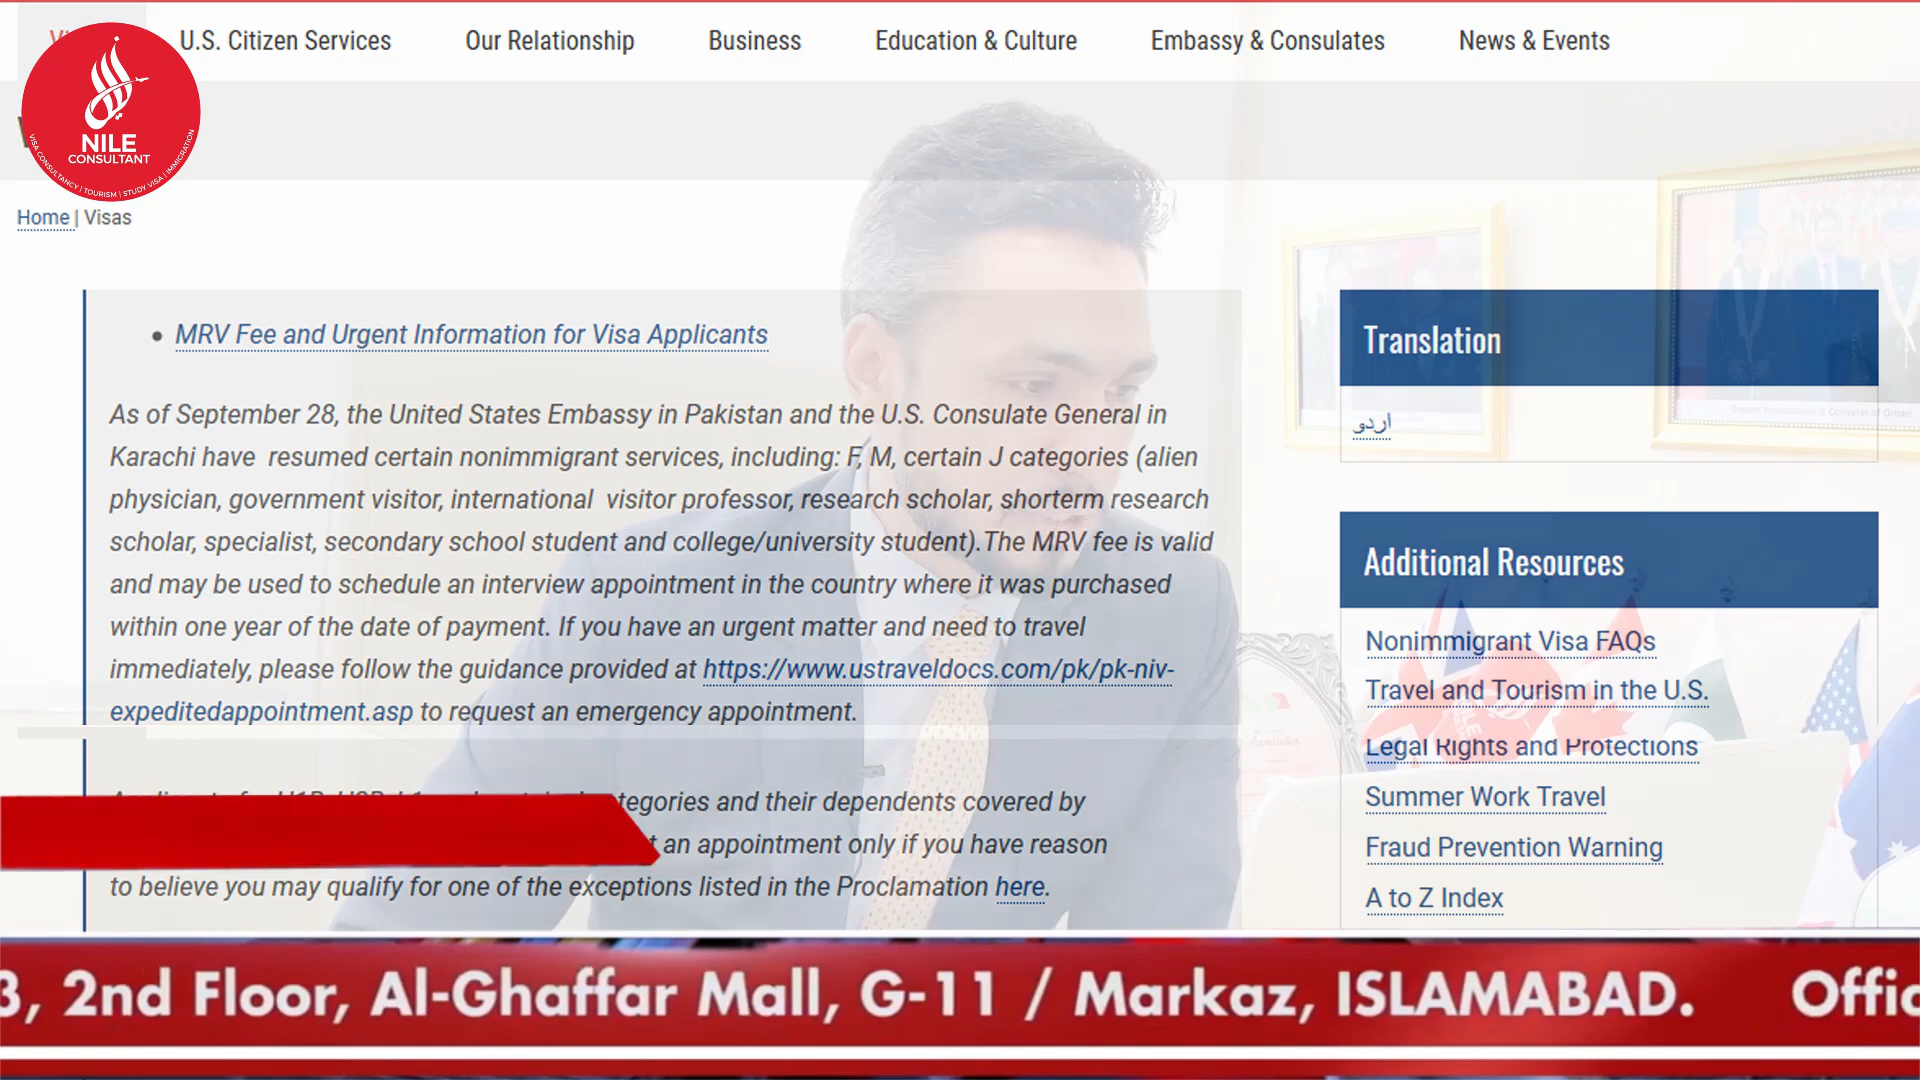 U.S. Citizen Services
Our Relationship
Business
Education & Culture
Embassy & Consulates
News & Events
NILE
CONSULTANT
VISA CONSULTANCY | TOURISM | STUDY VISA | IMMIGRATION
Home | Visas
MRV Fee and Urgent Information for Visa Applicants
As of September 28, the United States Embassy in Pakistan and the U.S. Consulate General in
Karachi have resumed certain nonimmigrant services, including: F, M, certain J categories (alien
physician, government visitor, international visitor professor, research scholar, shorterm research
scholar, specialist, secondary school student and college/university student).The MRV fee is valid
and may be used to schedule an interview appointment in the country where it was purchased
within one year of the date of payment. If you have an urgent matter and need to travel
immediately, please follow the guidance provided at https://www.ustraveldocs.com/pk/pk-niv-
expeditedappointment.asp to request an emergency appointment.
tegories and their dependents covered by
an appointment only if you have reason
to believe you may qualify for one of the exceptions listed in the Proclamation here.
Translation
اردو
Additional Resources
Nonimmigrant Visa FAQs
Travel and Tourism in the U.S.
Legal Rights and Protections
Summer Work Travel
Fraud Prevention Warning
A to Z Index
3, 2nd Floor, Al-Ghaffar Mall, G-11 / Markaz, ISLAMABAD. Offic